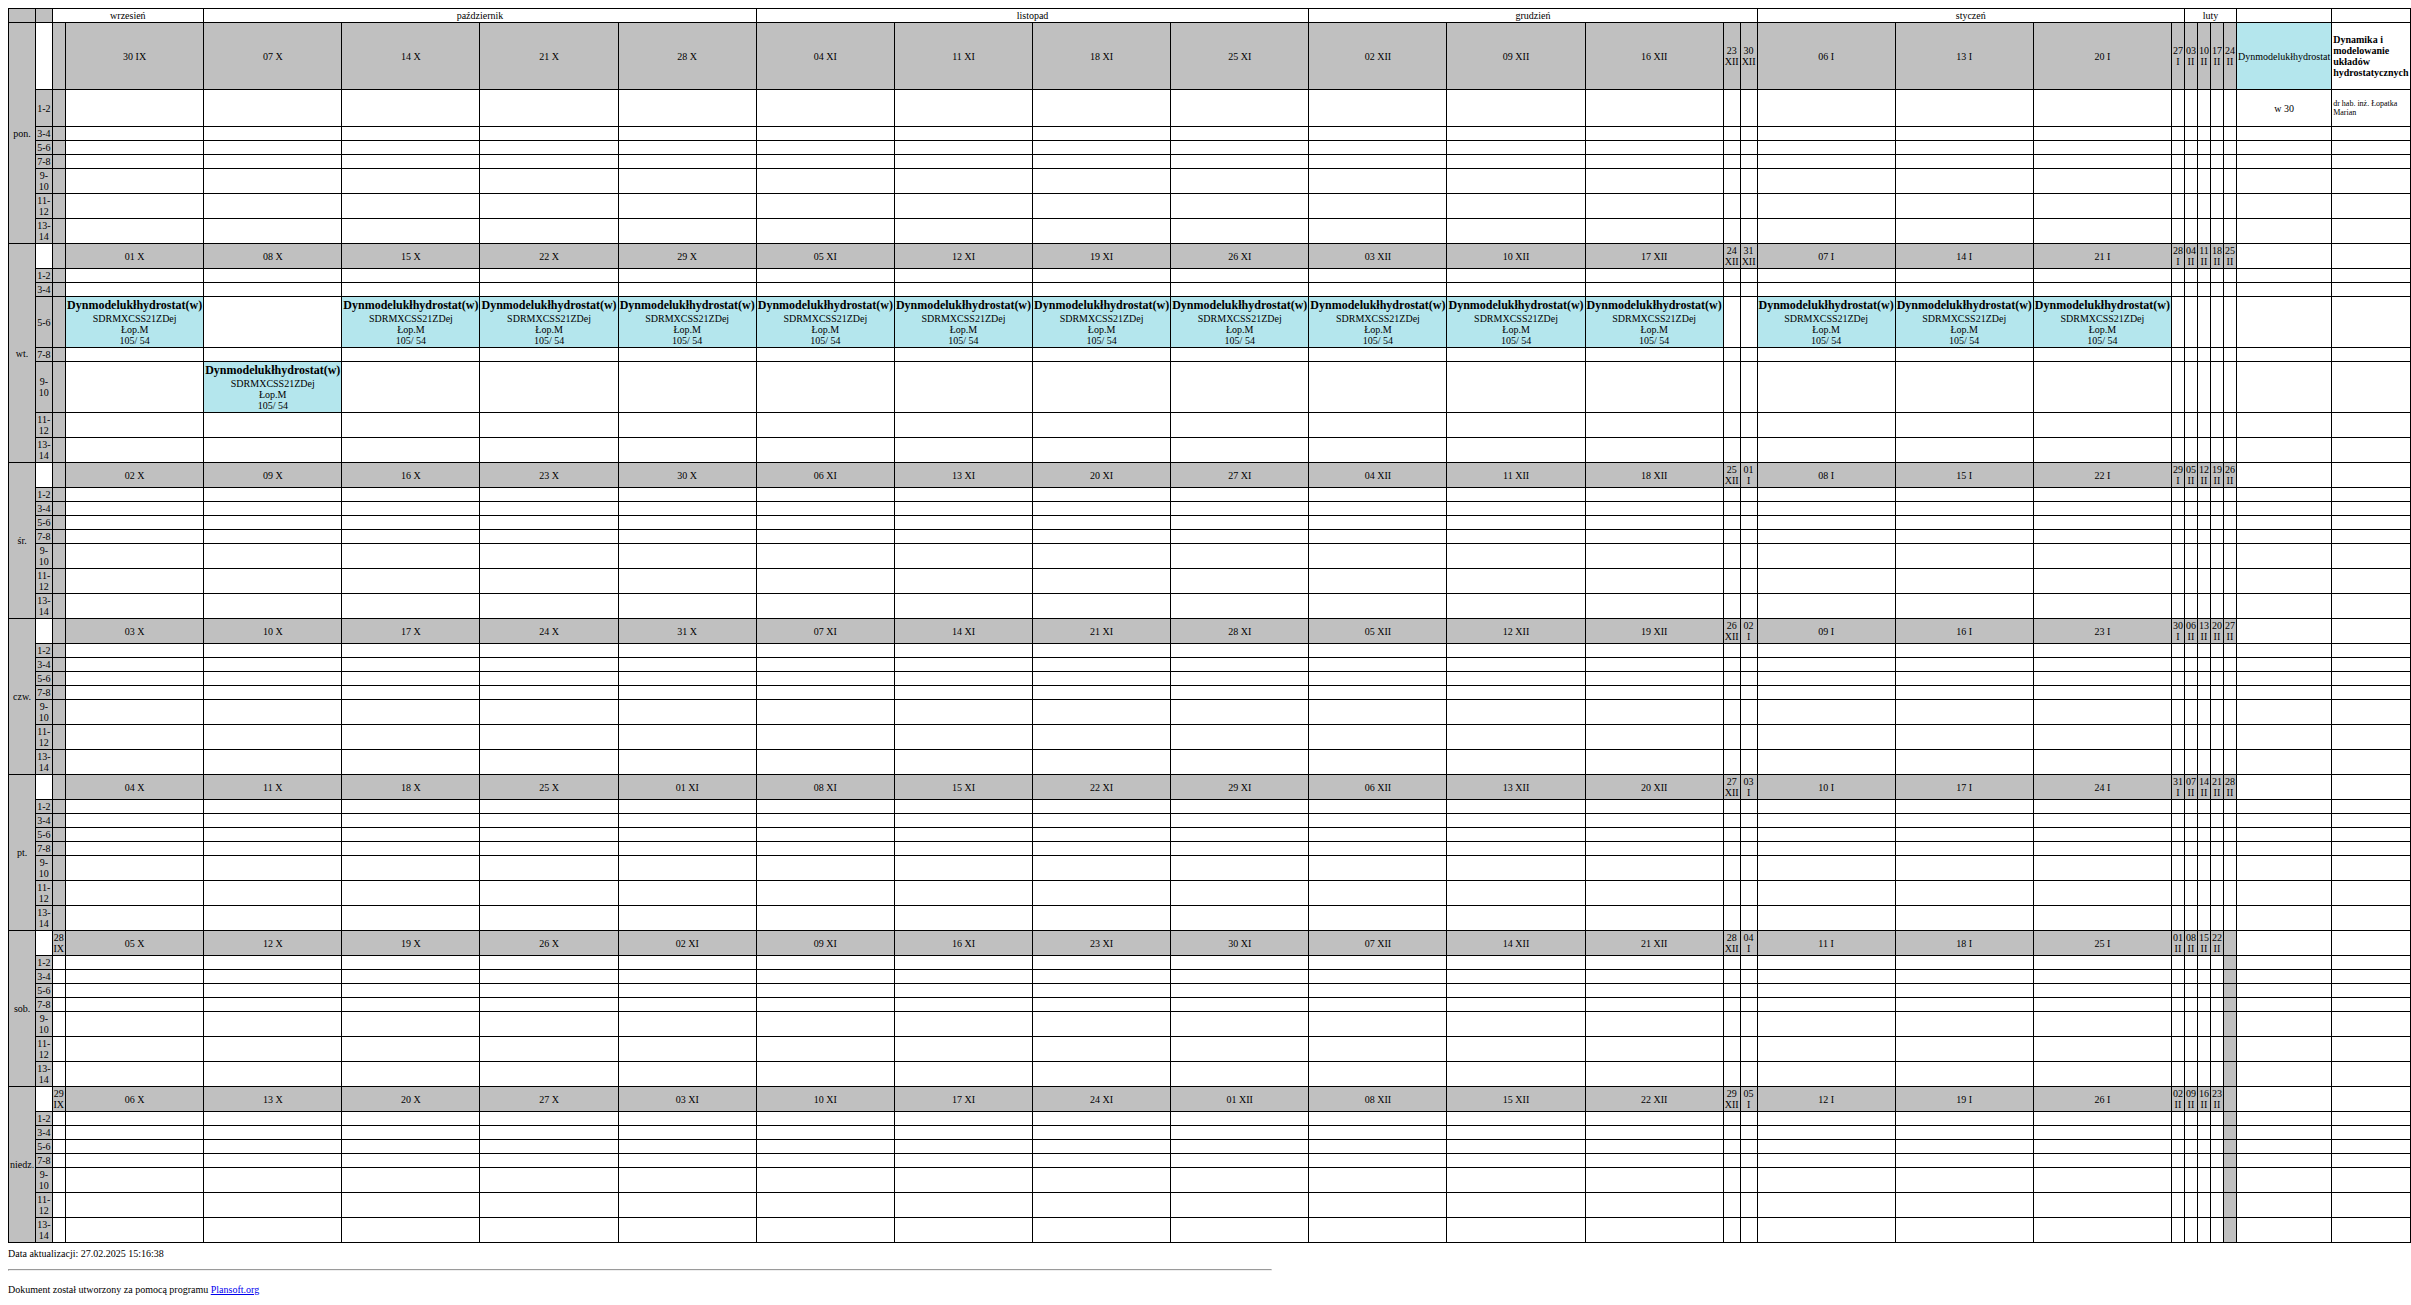 wrzesień październik listopad grudzień styczeń luty
pon. 30 IX 07 X 14 X 21 X 28 X 04 XI 11 XI 18 XI 25 XI 02 XII 09 XII 16 XII 23 XII 30 XII 06 I 13 I 20 I 27 I 03 II 10 II 17 II 24 II Dynmodelukłhydrostat Dynamika i modelowanie układów hydrostatycznych
1-2 w 30 dr hab. inż. Łopatka Marian
3-4
5-6
7-8
9-10
11-12
13-14
wt. 01 X 08 X 15 X 22 X 29 X 05 XI 12 XI 19 XI 26 XI 03 XII 10 XII 17 XII 24 XII 31 XII 07 I 14 I 21 I 28 I 04 II 11 II 18 II 25 II
1-2
3-4
5-6 Dynmodelukłhydrostat(w) Dynmodelukłhydrostat(w) Dynmodelukłhydrostat(w) Dynmodelukłhydrostat(w) Dynmodelukłhydrostat(w) Dynmodelukłhydrostat(w) Dynmodelukłhydrostat(w) Dynmodelukłhydrostat(w) Dynmodelukłhydrostat(w) Dynmodelukłhydrostat(w) Dynmodelukłhydrostat(w) Dynmodelukłhydrostat(w) Dynmodelukłhydrostat(w) Dynmodelukłhydrostat(w)
SDRMXCSS21ZDej SDRMXCSS21ZDej SDRMXCSS21ZDej SDRMXCSS21ZDej SDRMXCSS21ZDej SDRMXCSS21ZDej SDRMXCSS21ZDej SDRMXCSS21ZDej SDRMXCSS21ZDej SDRMXCSS21ZDej SDRMXCSS21ZDej SDRMXCSS21ZDej SDRMXCSS21ZDej SDRMXCSS21ZDej
Łop.M Łop.M Łop.M Łop.M Łop.M Łop.M Łop.M Łop.M Łop.M Łop.M Łop.M Łop.M Łop.M Łop.M
105/ 54 105/ 54 105/ 54 105/ 54 105/ 54 105/ 54 105/ 54 105/ 54 105/ 54 105/ 54 105/ 54 105/ 54 105/ 54 105/ 54
7-8
9-10 Dynmodelukłhydrostat(w)
SDRMXCSS21ZDej
Łop.M
105/ 54
11-12
13-14
śr. 02 X 09 X 16 X 23 X 30 X 06 XI 13 XI 20 XI 27 XI 04 XII 11 XII 18 XII 25 XII 01 I 08 I 15 I 22 I 29 I 05 II 12 II 19 II 26 II
1-2
3-4
5-6
7-8
9-10
11-12
13-14
czw. 03 X 10 X 17 X 24 X 31 X 07 XI 14 XI 21 XI 28 XI 05 XII 12 XII 19 XII 26 XII 02 I 09 I 16 I 23 I 30 I 06 II 13 II 20 II 27 II
1-2
3-4
5-6
7-8
9-10
11-12
13-14
pt. 04 X 11 X 18 X 25 X 01 XI 08 XI 15 XI 22 XI 29 XI 06 XII 13 XII 20 XII 27 XII 03 I 10 I 17 I 24 I 31 I 07 II 14 II 21 II 28 II
1-2
3-4
5-6
7-8
9-10
11-12
13-14
sob. 28 IX 05 X 12 X 19 X 26 X 02 XI 09 XI 16 XI 23 XI 30 XI 07 XII 14 XII 21 XII 28 XII 04 I 11 I 18 I 25 I 01 II 08 II 15 II 22 II
1-2
3-4
5-6
7-8
9-10
11-12
13-14
niedz. 29 IX 06 X 13 X 20 X 27 X 03 XI 10 XI 17 XI 24 XI 01 XII 08 XII 15 XII 22 XII 29 XII 05 I 12 I 19 I 26 I 02 II 09 II 16 II 23 II
1-2
3-4
5-6
7-8
9-10
11-12
13-14
Data aktualizacji: 27.02.2025 15:16:38
Dokument został utworzony za pomocą programu Plansoft.org